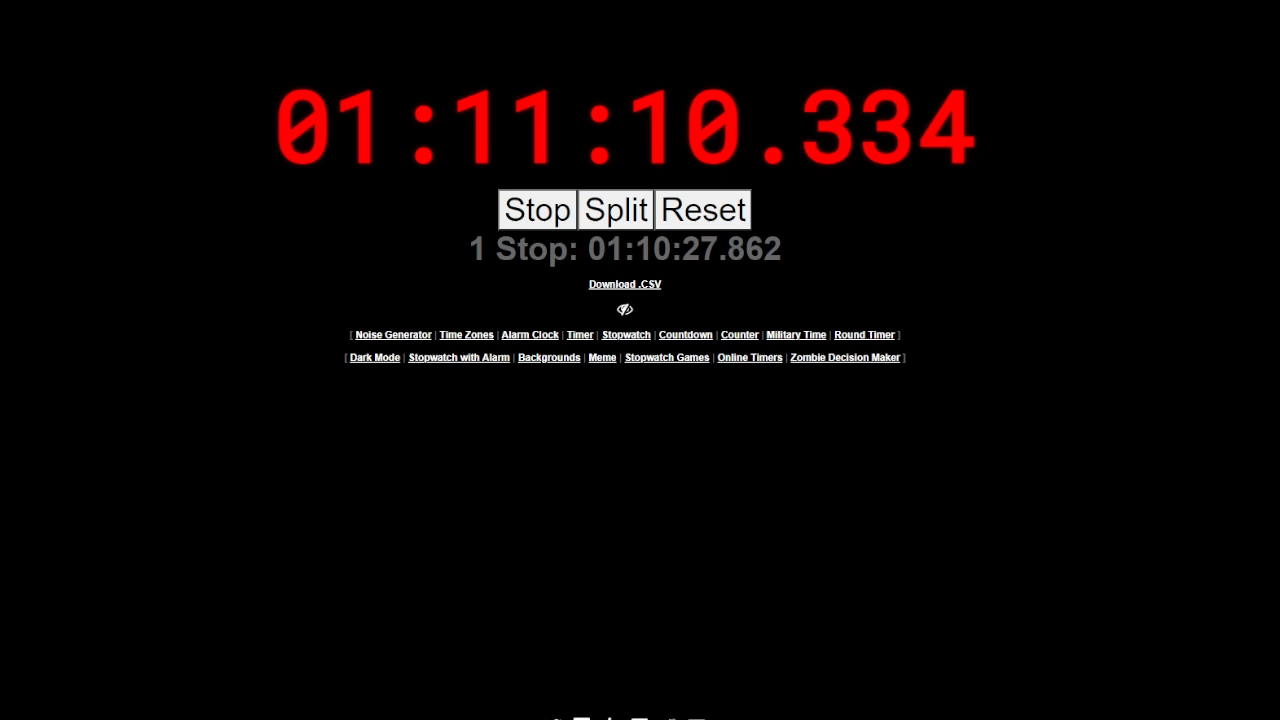 01:11:10.334
Stop Split Reset
1 Stop: 01:10:27.862
Download .CSV
[ Noise Generator | Time Zones | Alarm Clock | Timer | Stopwatch | Countdown | Counter | Military Time | Round Timer ]
[ Dark Mode | Stopwatch with Alarm | Backgrounds | Meme | Stopwatch Games | Online Timers | Zombie Decision Maker ]